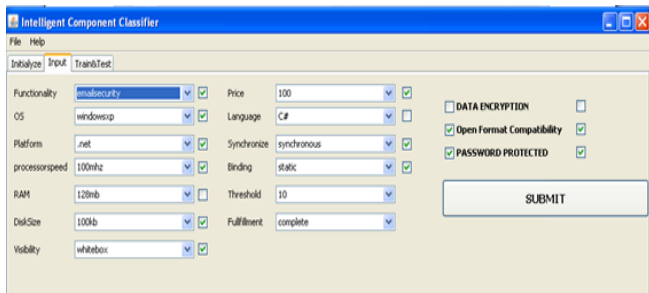 Intelligent Component Classifier
File Help
Initialyze Input Train&Test
Functionality emailsecurity Price 100
OS windowsxp Language C#
Platform .net Synchronize synchronous
processorspeed 100mhz Binding static
RAM 128mb Threshold 10
DiskSize 100kb Fullfillment complete
Visbility whitebox
DATA ENCRYPTION
Open Format Compatibility
PASSWORD PROTECTED
SUBMIT